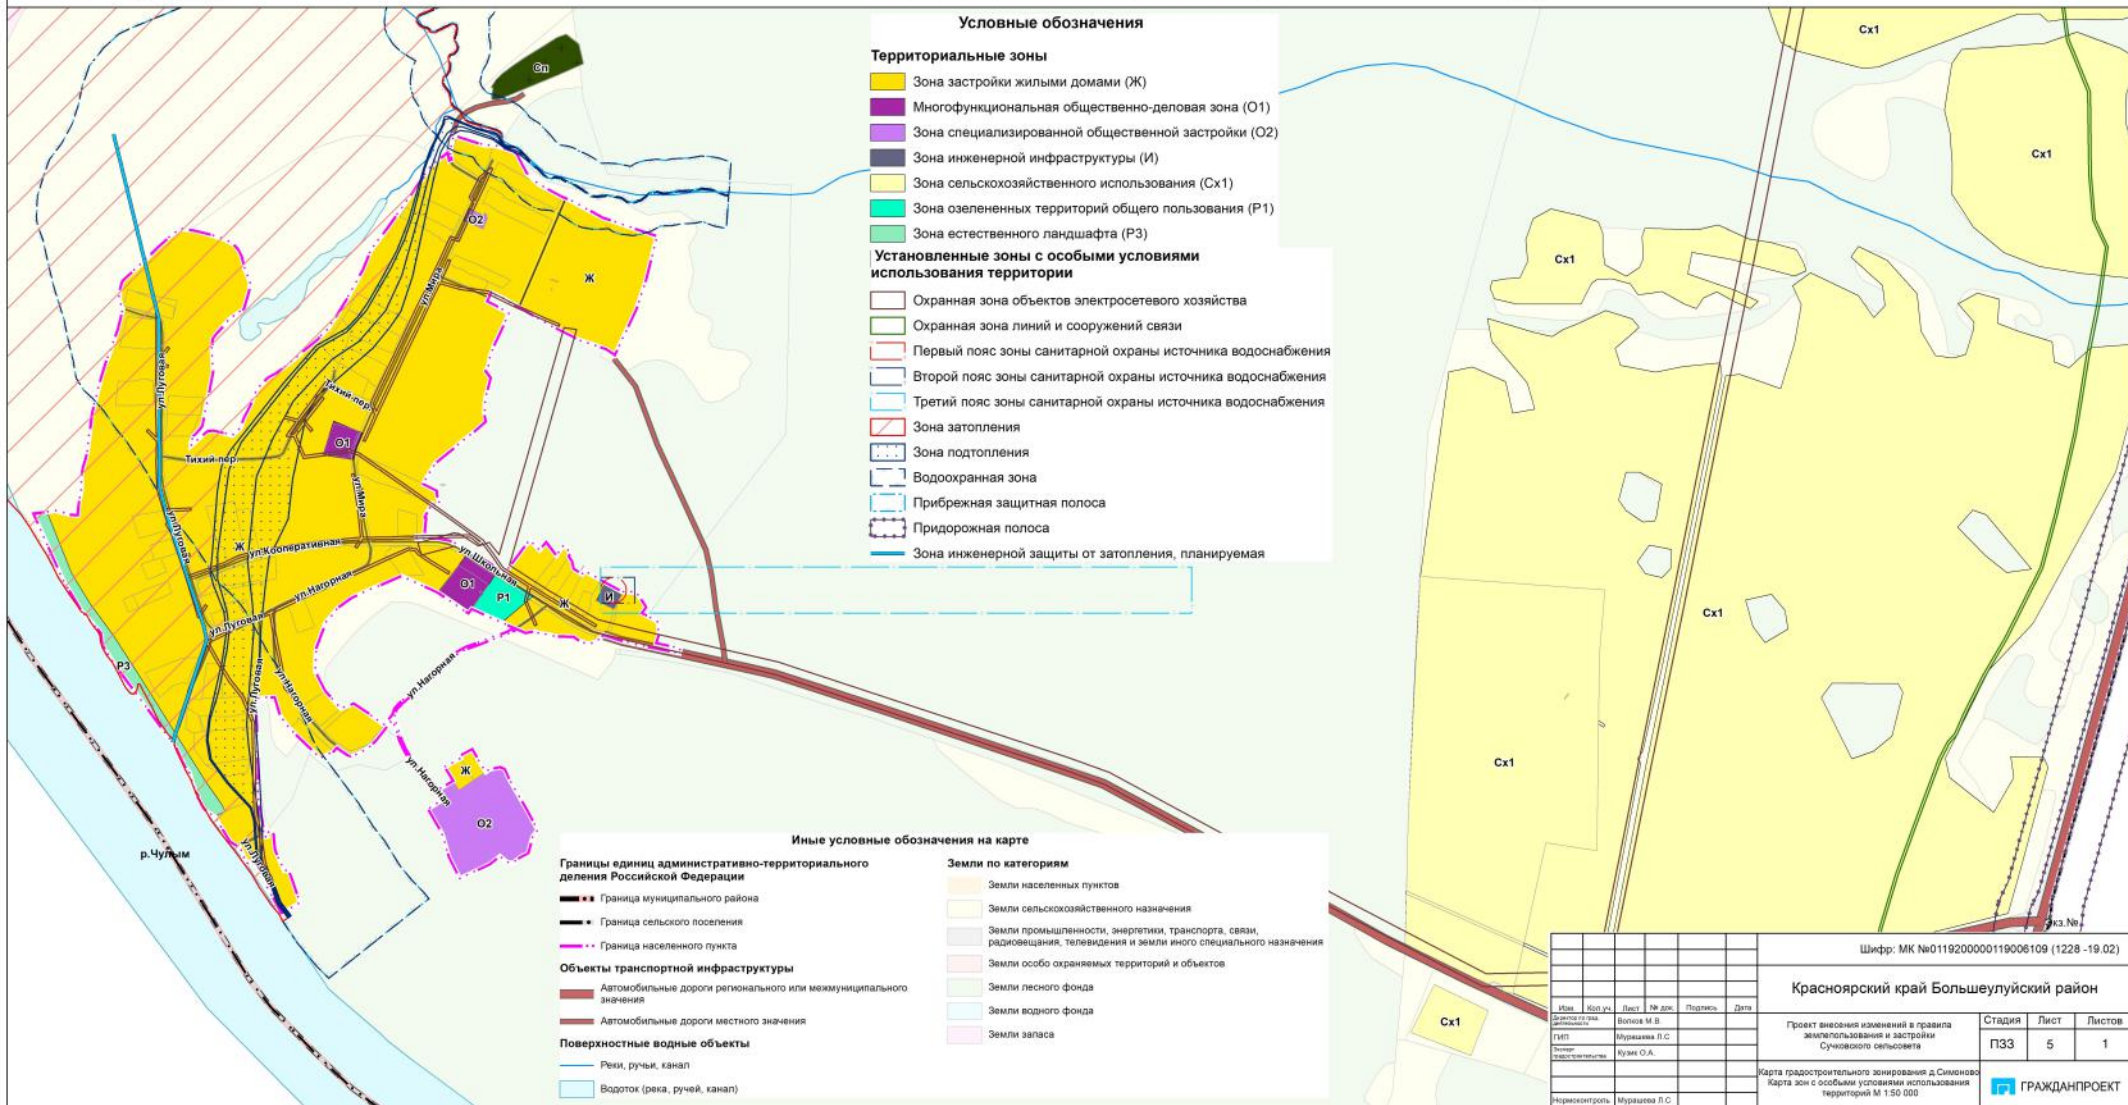 Условные обозначения
Территориальные зоны
Зона застройки жилыми домами (Ж)
Многофункциональная общественно-деловая зона (О1)
Зона специализированной общественной застройки (О2)
Зона инженерной инфраструктуры (И)
Зона сельскохозяйственного использования (Сх1)
Зона озелененных территорий общего пользования (Р1)
Зона естественного ландшафта (Р3)
Установленные зоны с особыми условиями
использования территории
Охранная зона объектов электросетевого хозяйства
Охранная зона линий и сооружений связи
Первый пояс зоны санитарной охраны источника водоснабжения
Второй пояс зоны санитарной охраны источника водоснабжения
Третий пояс зоны санитарной охраны источника водоснабжения
Зона затопления
Зона подтопления
Водоохранная зона
Прибрежная защитная полоса
Придорожная полоса
Зона инженерной защиты от затопления, планируемая
Сп
О2
Ж
ул.Мира
ул.Луговая
Тихий пер.
О1
Тихий пер.
ул.Мира
ул.Луговая
Ж
ул.Кооперативная
ул.Школьная
ул.Нагорная
О1
Р1
Ж
И
ул.Луговая
Р3
ул.Луговая
ул.Нагорная
ул.Нагорная
ул.Нагорная
Ж
О2
р.Чулым
ул.Луговая
Сх1
Сх1
Сх1
Сх1
Сх1
Сх1
Иные условные обозначения на карте
Границы единиц административно-территориального
деления Российской Федерации
Граница муниципального района
Граница сельского поселения
Граница населенного пункта
Объекты транспортной инфраструктуры
Автомобильные дороги регионального или межмуниципального
значения
Автомобильные дороги местного значения
Поверхностные водные объекты
Реки, ручьи, канал
Водоток (река, ручей, канал)
Земли по категориям
Земли населенных пунктов
Земли сельскохозяйственного назначения
Земли промышленности, энергетики, транспорта, связи,
радиовещания, телевидения и земли иного специального назначения
Земли особо охраняемых территорий и объектов
Земли лесного фонда
Земли водного фонда
Земли запаса
Экз.№
Шифр: МК №0119200000119006109 (1228 -19.02)
Красноярский край Большеулуйский район
Изм. Кол.уч Лист № док. Подпись Дата
Волков М.В.
ГИП Мурашева Л.С
Кузик О.А.
Нормоконтроль Мурашева Л.С
Проект внесения изменений в правила
землепользования и застройки
Сучковского сельсовета
Стадия Лист Листов
ПЗЗ 5 1
Карта градостроительного зонирования д.Симоново
Карта зон с особыми условиями использования
территорий М 1:50 000
ГРАЖДАНПРОЕКТ